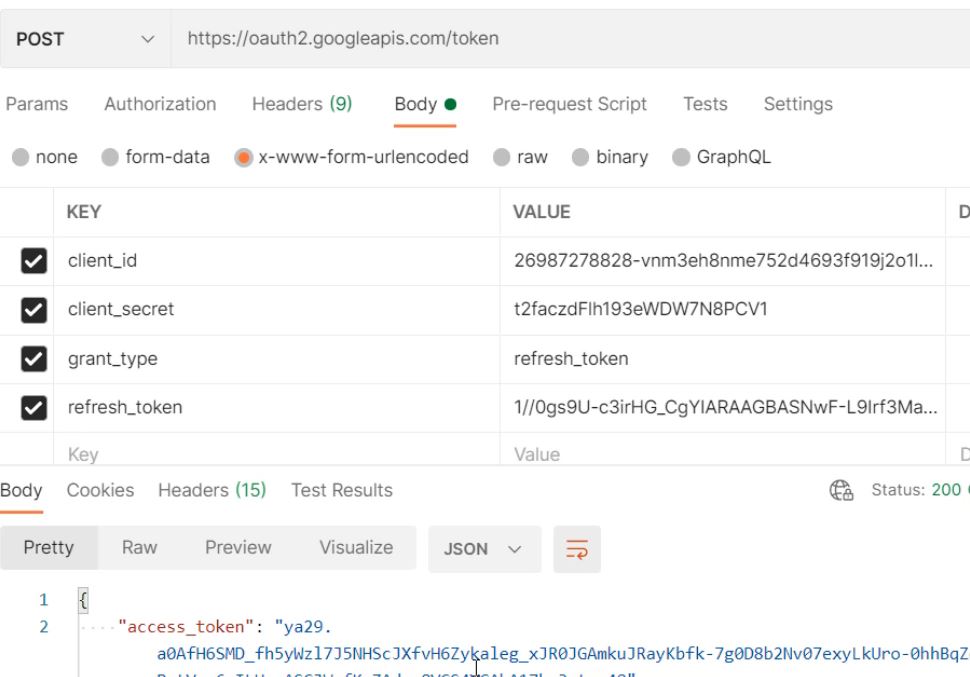 POST https://oauth2.googleapis.com/token
Params Authorization Headers (9) Body Pre-request Script Tests Settings
none form-data x-www-form-urlencoded raw binary GraphQL
KEY VALUE D
client_id 26987278828-vnm3eh8nme752d4693f919j2o1l...
client_secret t2faczdFlh193eWDW7N8PCV1
grant_type refresh_token
refresh_token 1//0gs9U-c3irHG_CgYIARAAGBASNwF-L9Irf3Ma...
Key Value D
Body Cookies Headers (15) Test Results Status: 200
Pretty Raw Preview Visualize JSON
1 {
2 "access_token": "ya29.
a0AfH6SMD_fh5yWzl7J5NHScJXfvH6Zykaleg_xJR0JGAmkuJRayKbfk-7g0D8b2Nv07exyLkUro-0hhBqZ